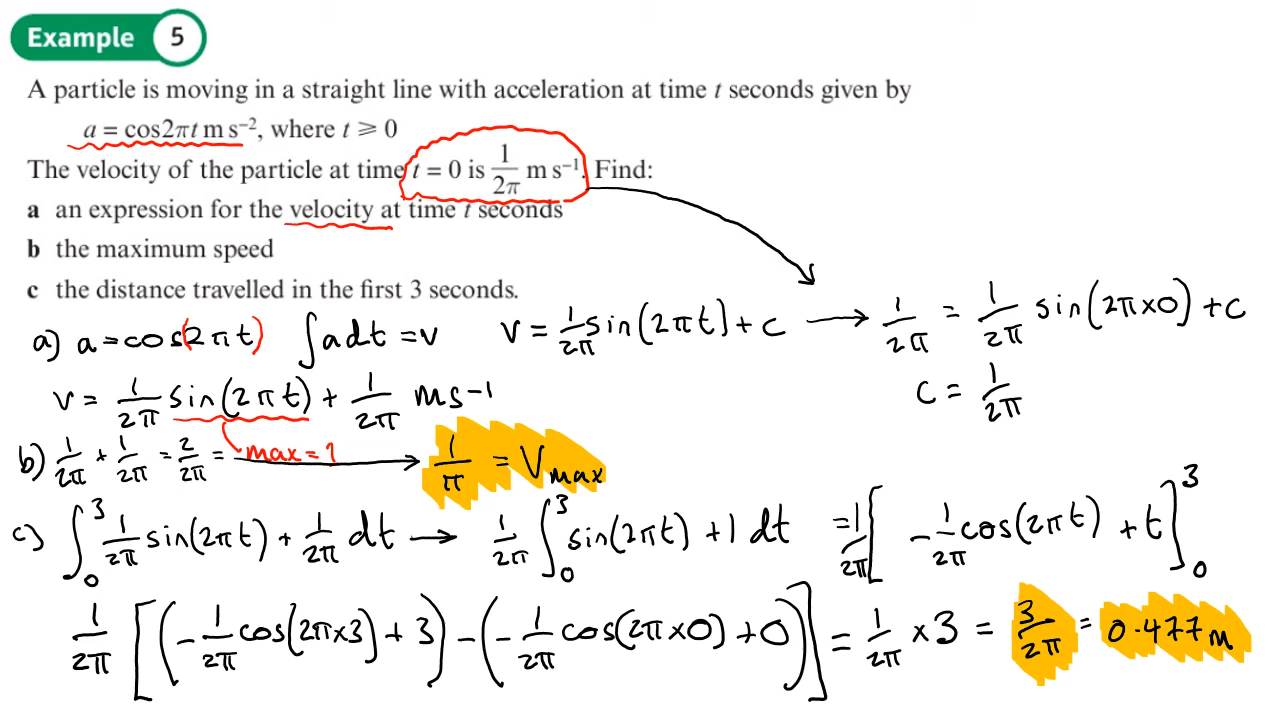 Example 5
A particle is moving in a straight line with acceleration at time t seconds given by
a = cos2πt m s⁻², where t ⩾ 0
The velocity of the particle at time t = 0 is 1/2π m s⁻¹. Find:
a an expression for the velocity at time t seconds
b the maximum speed
c the distance travelled in the first 3 seconds.
a) a = cos(2πt) ∫a dt = v v = 1/2π sin(2πt) + c → 1/2π = 1/2π sin(2π×0) + c
c = 1/2π
v = 1/2π sin(2πt) + 1/2π ms⁻¹
b) 1/2π + 1/2π = 2/2π = max = 1 → 1/π = Vmax
c) ∫₀³ 1/2π sin(2πt) + 1/2π dt → 1/2π ∫₀³ sin(2πt) + 1 dt = 1/2π [-1/2π cos(2πt) + t]₀³
1/2π [(-1/2π cos(2π×3) + 3) - (-1/2π cos(2π×0) + 0)] = 1/2π × 3 = 3/2π = 0.477m